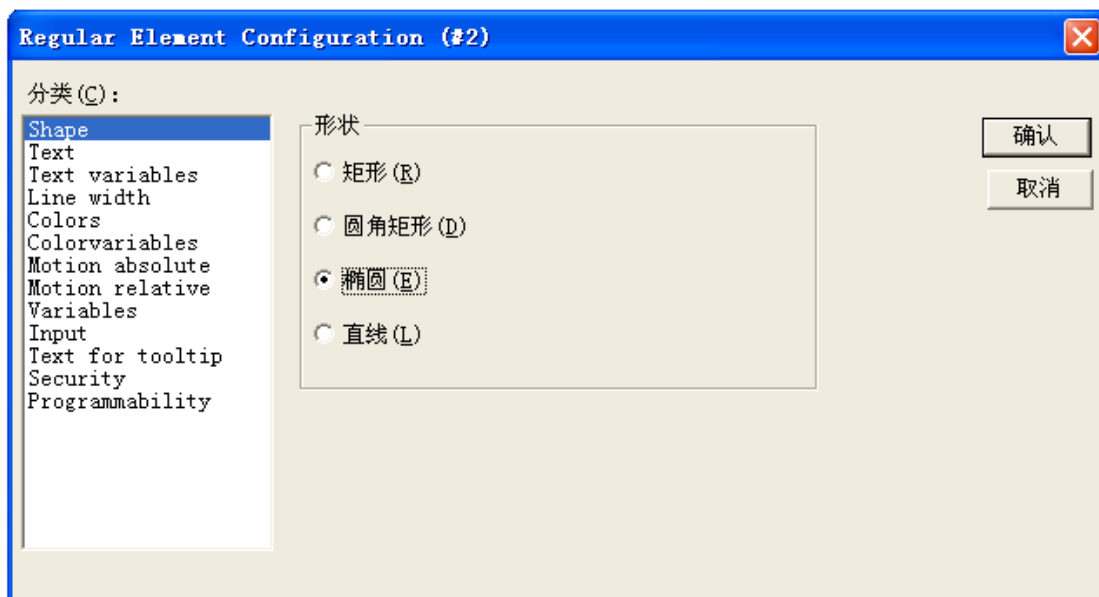 Regular Element Configuration (#2)
分类(C):
Shape
Text
Text variables
Line width
Colors
Colorvariables
Motion absolute
Motion relative
Variables
Input
Text for tooltip
Security
Programmability
形状
矩形(R)
圆角矩形(D)
椭圆(E)
直线(L)
确认
取消